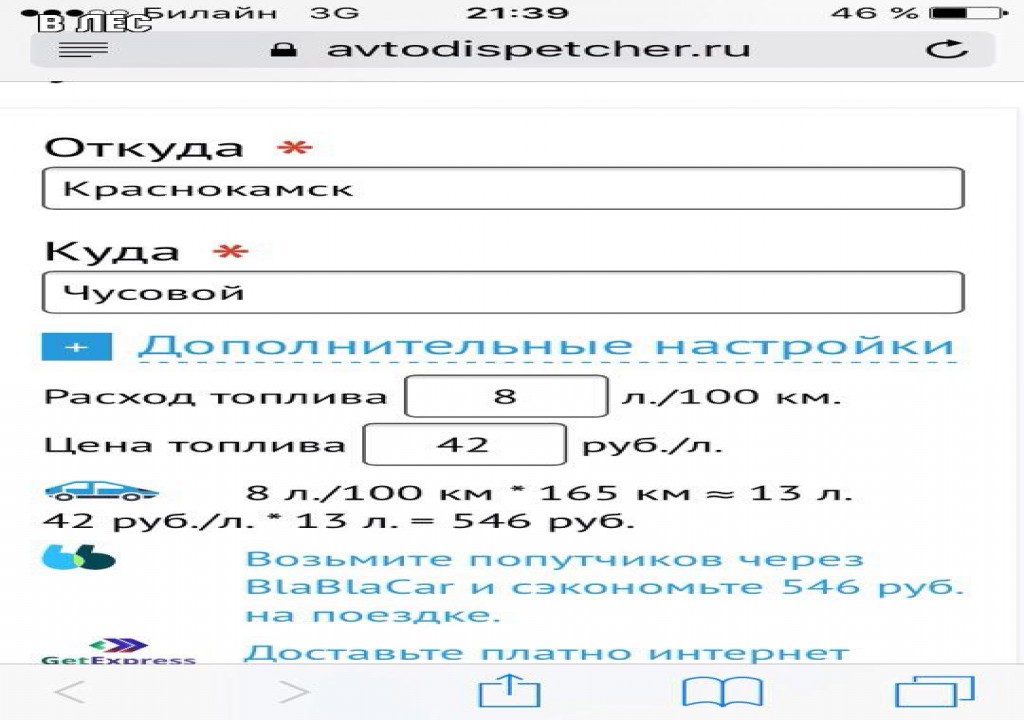 Билайн 3G 21:39 46 %
В ЛЕС
avtodispetcher.ru
Откуда *
Краснокамск
Куда *
Чусовой
+ Дополнительные настройки
Расход топлива 8 л./100 км.
Цена топлива 42 руб./л.
8 л./100 км * 165 км ≈ 13 л.
42 руб./л. * 13 л. = 546 руб.
Возьмите попутчиков через
BlaBlaCar и сэкономьте 546 руб.
на поездке.
GetExpress Доставьте платно интернет